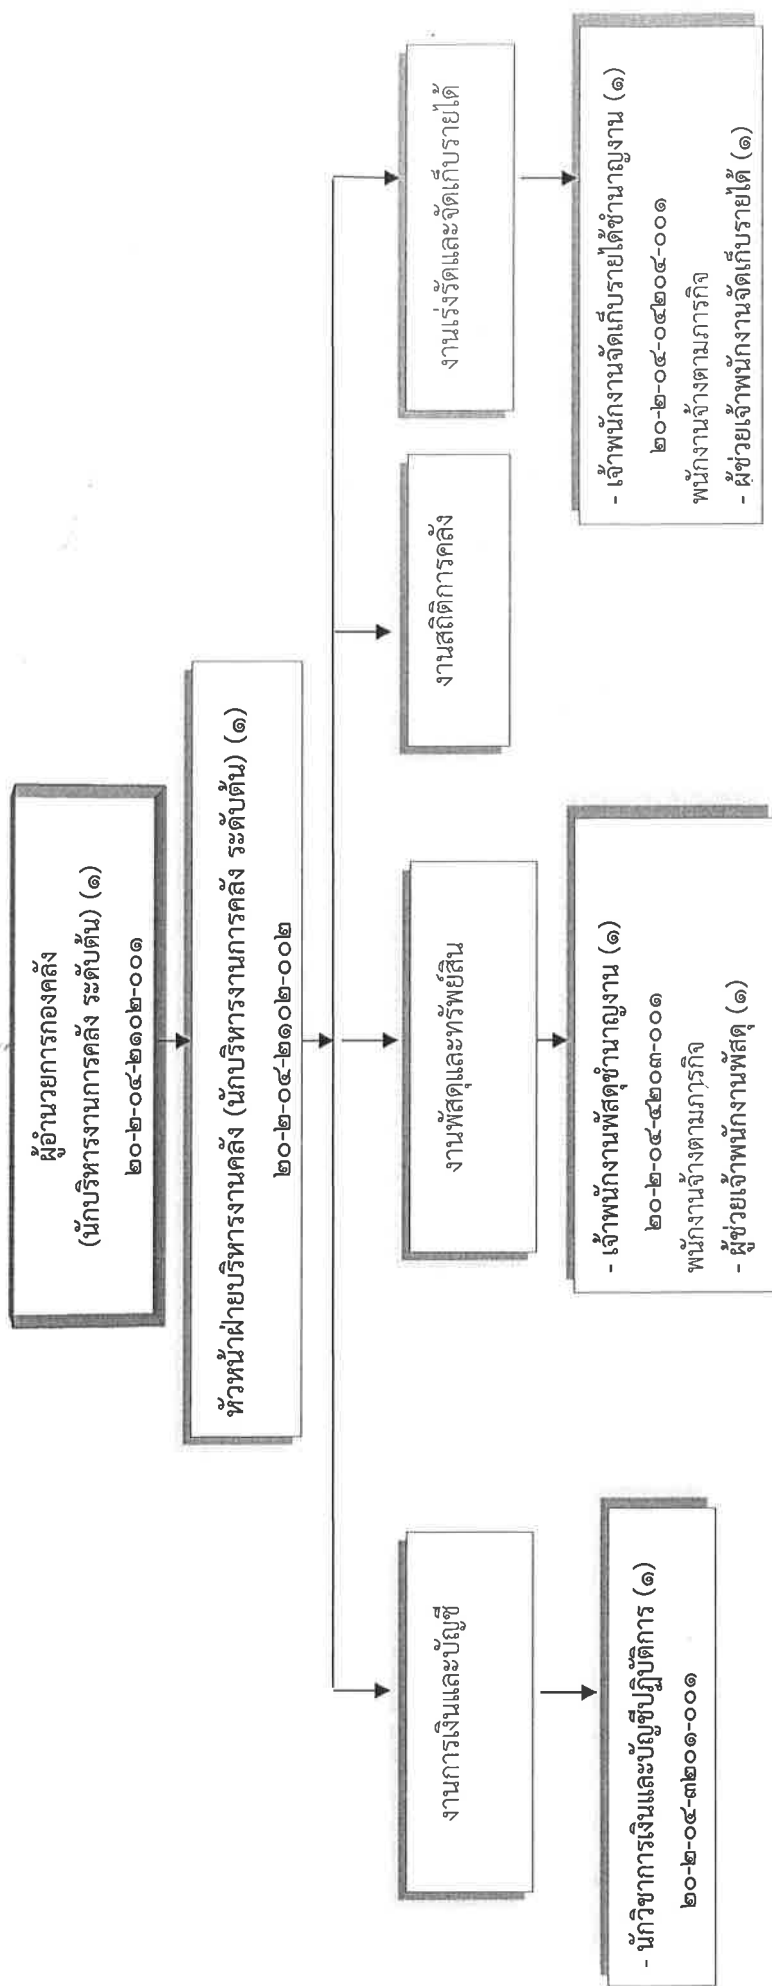 ผู้อำนวยการกองคลัง
(นักบริหารงานการคลัง ระดับต้น) (๑)
๒๐-๒-๐๔-๒๑๐๒-๐๐๑
หัวหน้าฝ่ายบริหารงานคลัง (นักบริหารงานการคลัง ระดับต้น) (๑)
๒๐-๒-๐๔-๒๑๐๒-๐๐๒
งานการเงินและบัญชี
งานพัสดุและทรัพย์สิน
งานสถิติการคลัง
งานเร่งรัดและจัดเก็บรายได้
- นักวิชาการเงินและบัญชีปฏิบัติการ (๑)
๒๐-๒-๐๔-๓๒๐๑-๐๐๑
- เจ้าพนักงานพัสดุชำนาญงาน (๑)
๒๐-๒-๐๔-๔๒๐๓-๐๐๑
พนักงานจ้างตามภารกิจ
- ผู้ช่วยเจ้าพนักงานพัสดุ (๑)
- เจ้าพนักงานจัดเก็บรายได้ชำนาญงาน (๑)
๒๐-๒-๐๔-๐๔๒๐๔-๐๐๑
พนักงานจ้างตามภารกิจ
- ผู้ช่วยเจ้าพนักงานจัดเก็บรายได้ (๑)